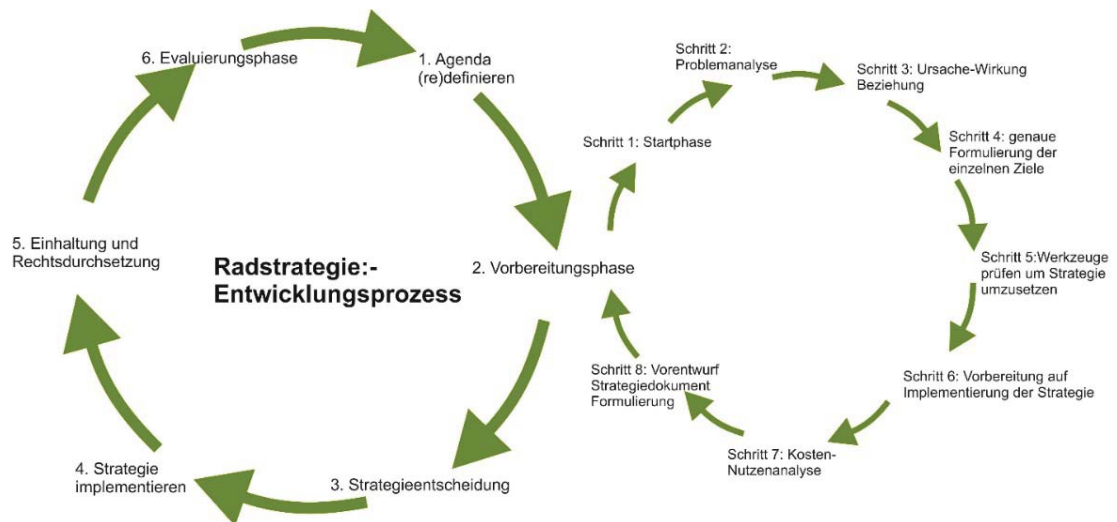 6. Evaluierungsphase
1. Agenda
(re)definieren
5. Einhaltung und
Rechtsdurchsetzung
Radstrategie:-
Entwicklungsprozess
2. Vorbereitungsphase
4. Strategie
implementieren
3. Strategieentscheidung
Schritt 1: Startphase
Schritt 2:
Problemanalyse
Schritt 3: Ursache-Wirkung
Beziehung
Schritt 4: genaue
Formulierung der
einzelnen Ziele
Schritt 5:Werkzeuge
prüfen um Strategie
umzusetzen
Schritt 6: Vorbereitung auf
Implementierung der Strategie
Schritt 7: Kosten-
Nutzenanalyse
Schritt 8: Vorentwurf
Strategiedokument
Formulierung